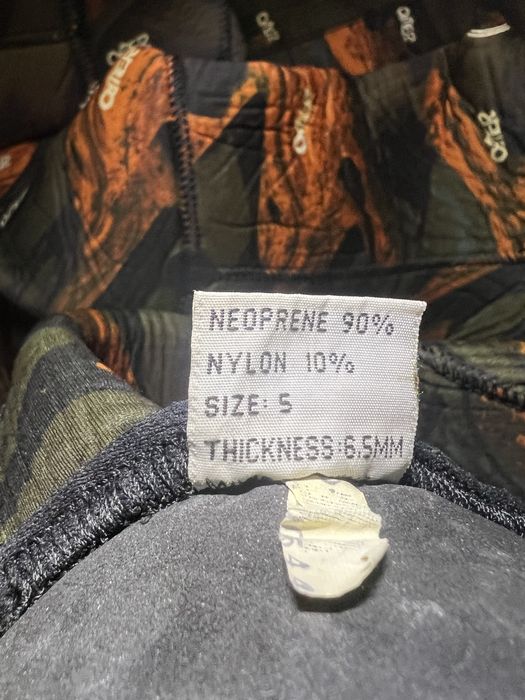 NEOPRENE 90%
NYLON 10%
SIZE: 5
THICKNESS:6.5MM